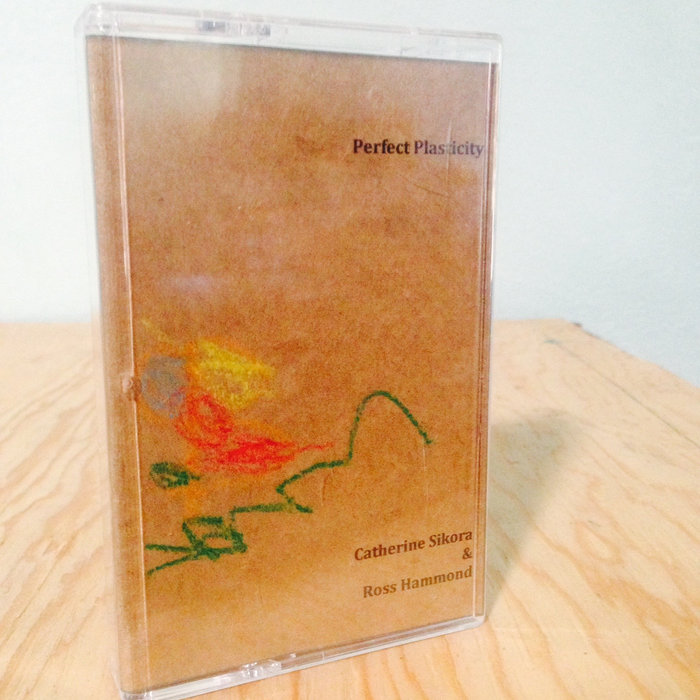 Perfect Plasticity
Catherine Sikora
&
Ross Hammond